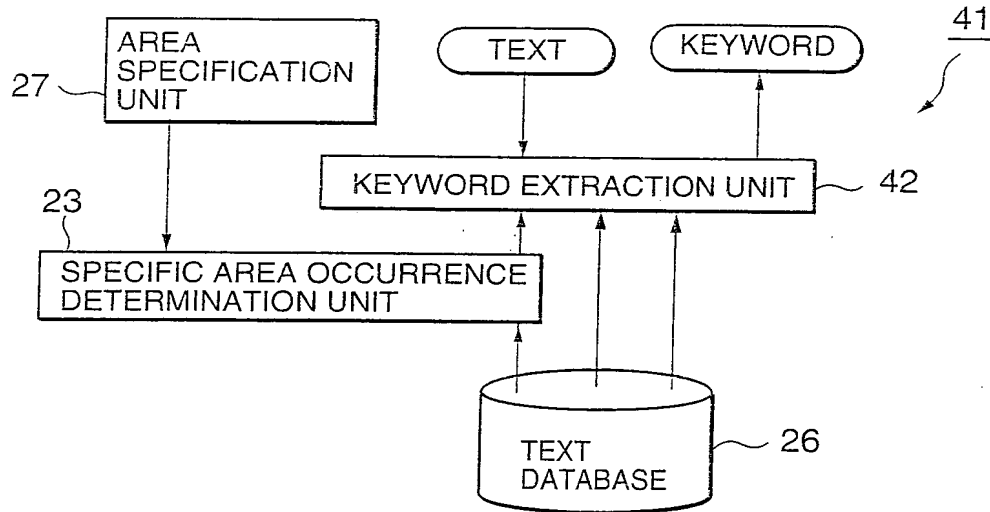 41
AREA
SPECIFICATION
UNIT
27
TEXT
KEYWORD
KEYWORD EXTRACTION UNIT
42
23
SPECIFIC AREA OCCURRENCE
DETERMINATION UNIT
TEXT
DATABASE
26